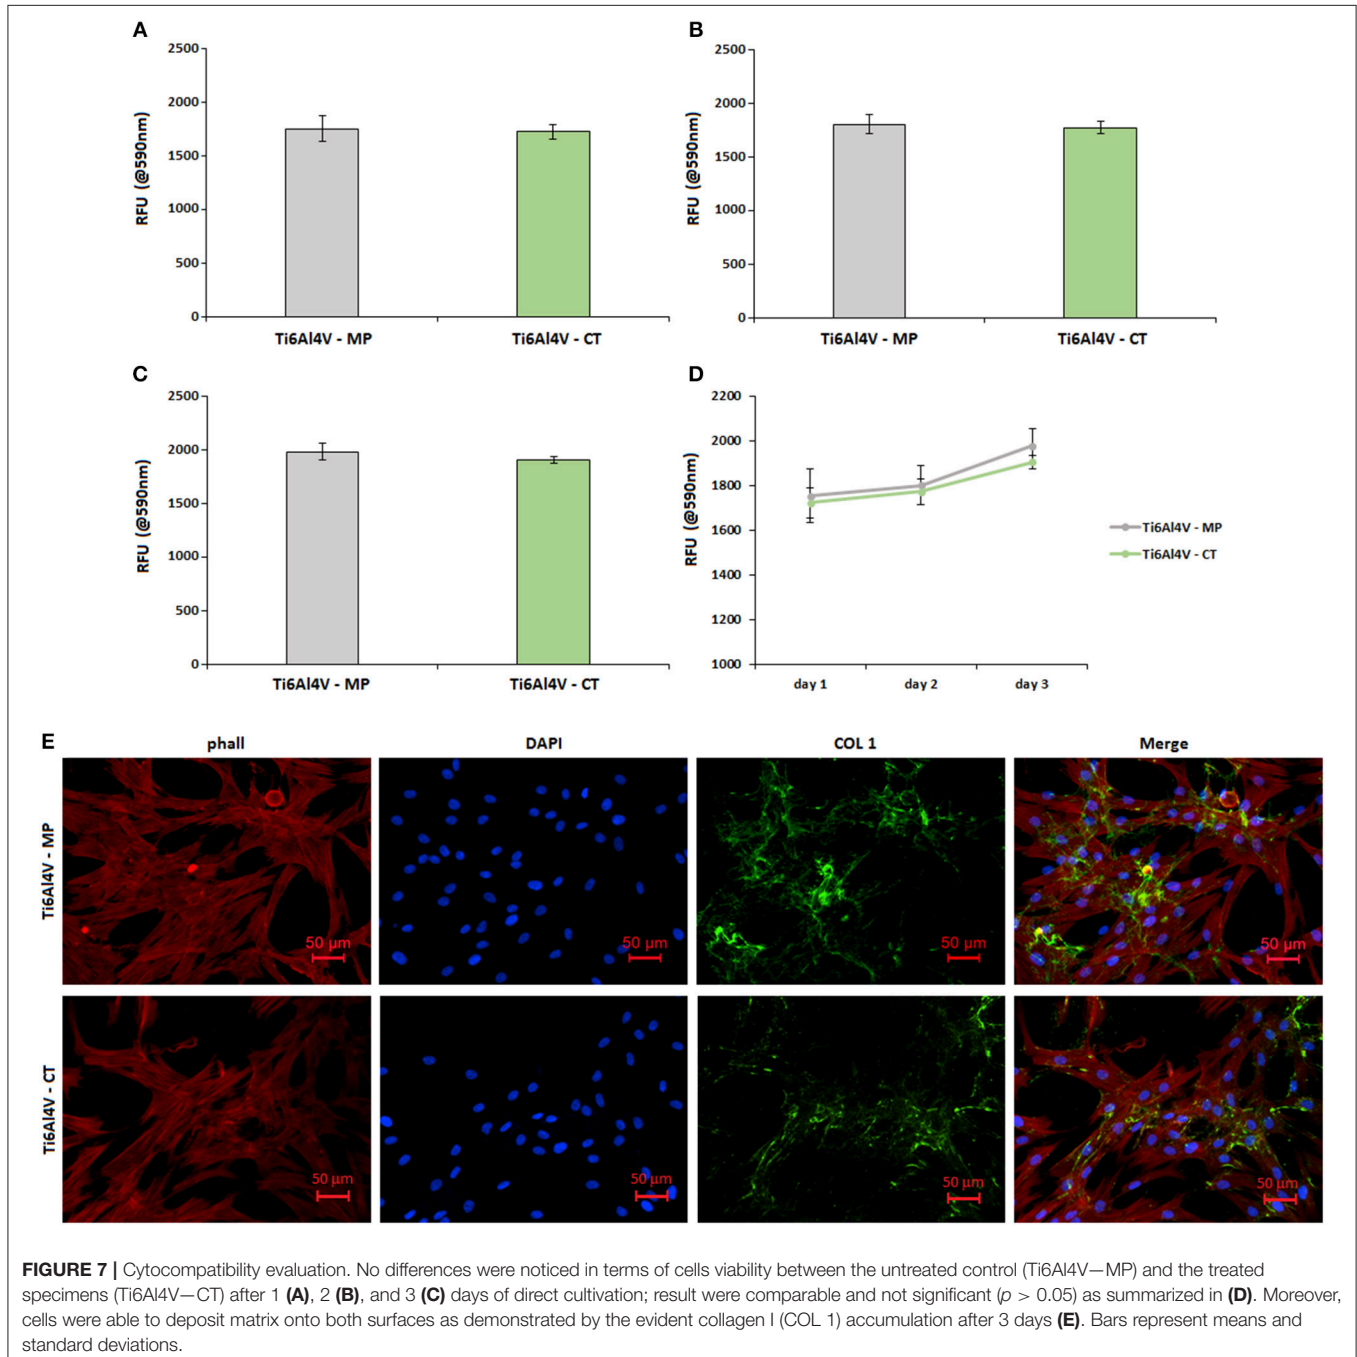 A
B
2500
2000
1500
1000
500
0
RFU (@590nm)
Ti6Al4V - MP
Ti6Al4V - CT
2500
2000
1500
1000
500
0
RFU (@590nm)
Ti6Al4V - MP
Ti6Al4V - CT
C
D
2500
2000
1500
1000
500
0
RFU (@590nm)
Ti6Al4V - MP
Ti6Al4V - CT
2200
2000
1800
1600
1400
1200
1000
RFU (@590nm)
day 1
day 2
day 3
Ti6Al4V - MP
Ti6Al4V - CT
E
phall
DAPI
COL 1
Merge
Ti6Al4V - MP
50 µm
50 µm
50 µm
50 µm
Ti6Al4V - CT
50 µm
50 µm
50 µm
50 µm
FIGURE 7 | Cytocompatibility evaluation. No differences were noticed in terms of cells viability between the untreated control (Ti6Al4V—MP) and the treated
specimens (Ti6Al4V—CT) after 1 (A), 2 (B), and 3 (C) days of direct cultivation; result were comparable and not significant (p > 0.05) as summarized in (D). Moreover,
cells were able to deposit matrix onto both surfaces as demonstrated by the evident collagen I (COL 1) accumulation after 3 days (E). Bars represent means and
standard deviations.